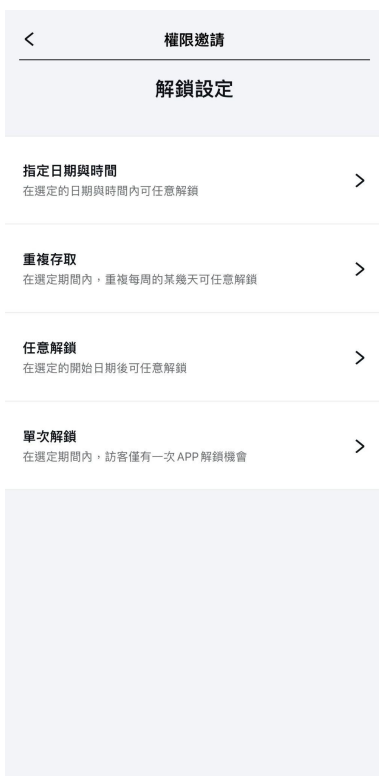 權限邀請
解鎖設定
指定日期與時間
在選定的日期與時間內可任意解鎖
重複存取
在選定期間內，重複每周的某幾天可任意解鎖
任意解鎖
在選定的開始日期後可任意解鎖
單次解鎖
在選定期間內，訪客僅有一次 APP 解鎖機會